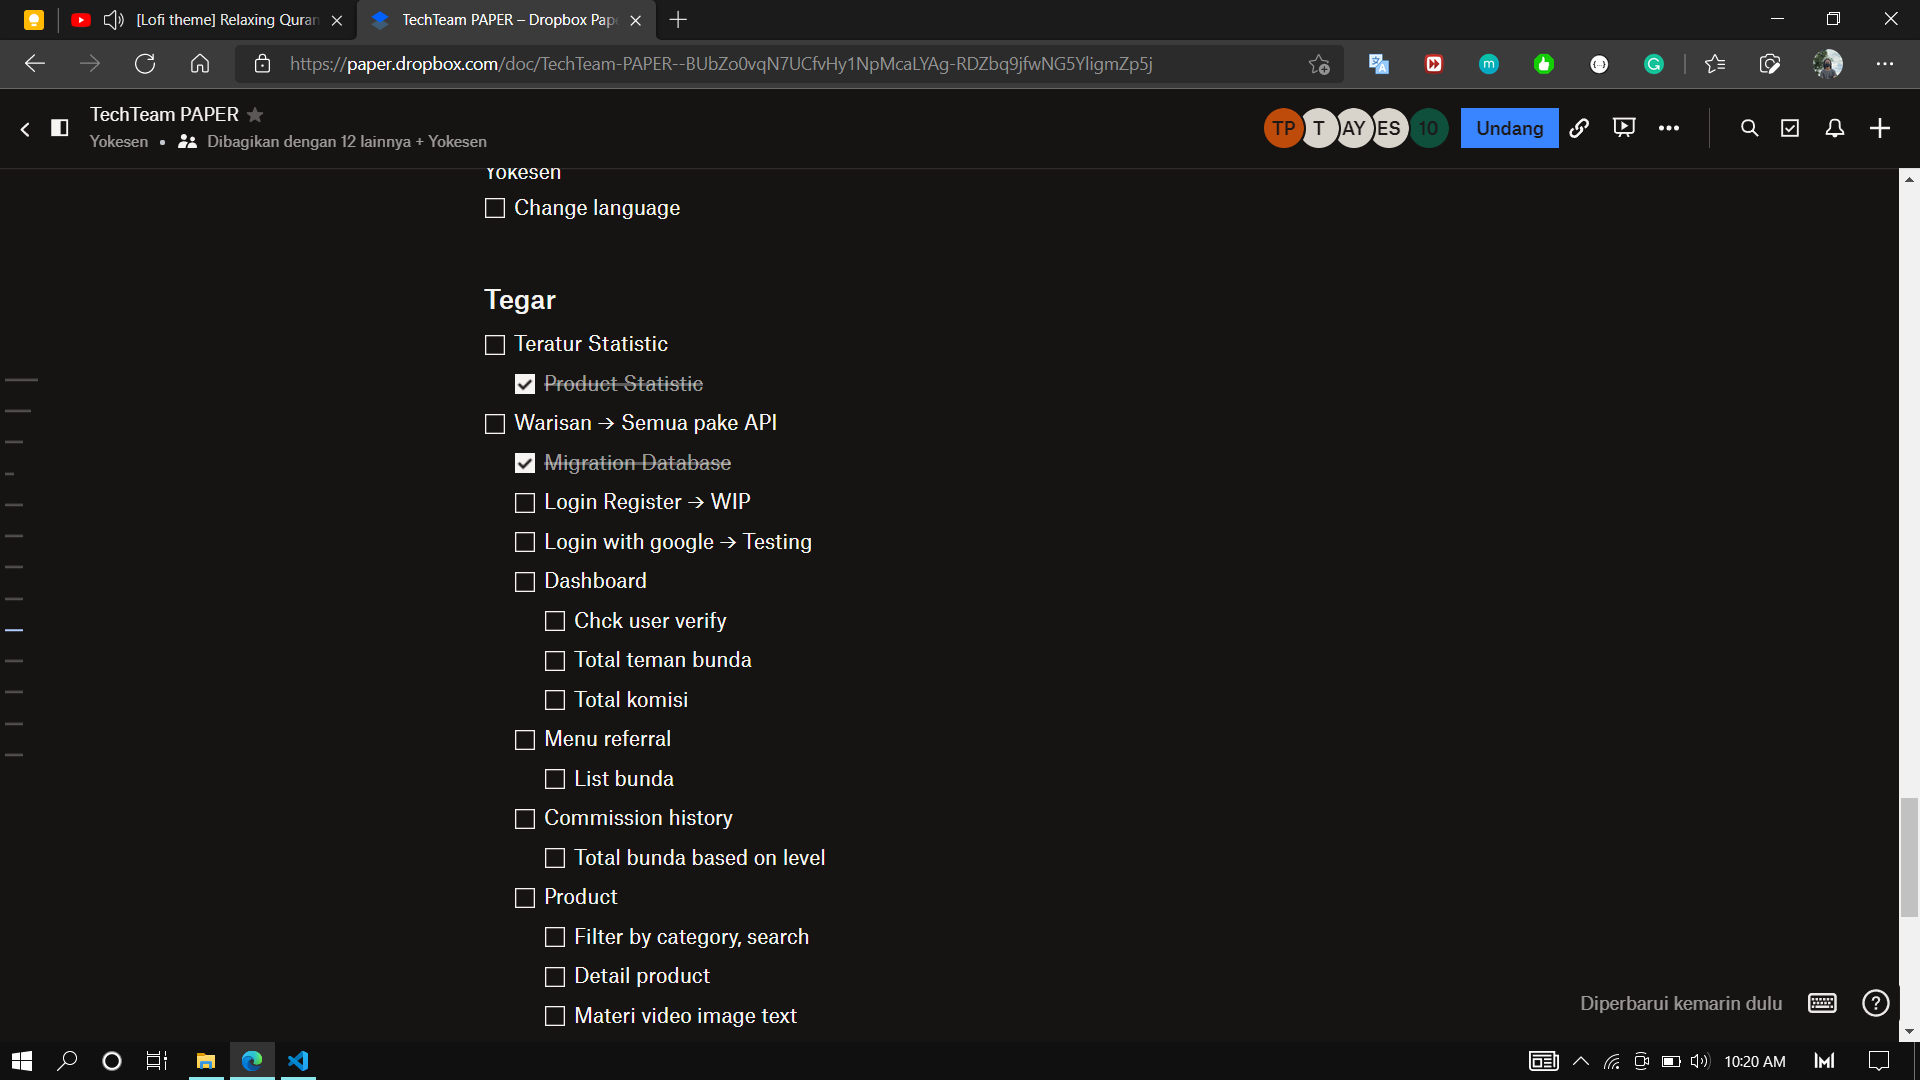 [Lofi theme] Relaxing Quran
TechTeam PAPER – Dropbox Pap
https://paper.dropbox.com/doc/TechTeam-PAPER--BUbZo0vqN7UCfvHy1NpMcaLYAg-RDZbq9jfwNG5YligmZp5j
TechTeam PAPER
Yokesen • Dibagikan dengan 12 lainnya + Yokesen
TP T AY ES 10 Undang
Yokesen
Change language
Tegar
Teratur Statistic
Product Statistic
Warisan → Semua pake API
Migration Database
Login Register → WIP
Login with google → Testing
Dashboard
Chck user verify
Total teman bunda
Total komisi
Menu referral
List bunda
Commission history
Total bunda based on level
Product
Filter by category, search
Detail product
Materi video image text
Diperbarui kemarin dulu
10:20 AM